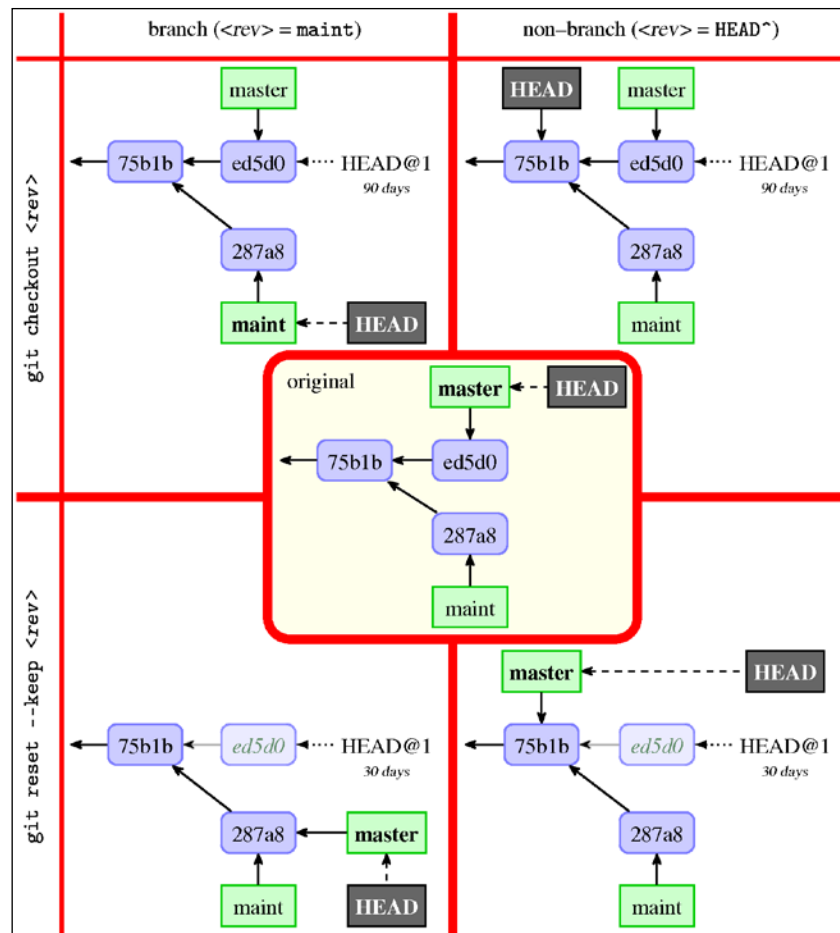 branch (<rev> = maint)
non–branch (<rev> = HEAD^)
git checkout <rev>
master
75b1b
ed5d0
HEAD@1
90 days
287a8
maint
HEAD
HEAD
master
75b1b
ed5d0
HEAD@1
90 days
287a8
maint
original
master
HEAD
75b1b
ed5d0
287a8
maint
git reset --keep <rev>
75b1b
ed5d0
HEAD@1
30 days
287a8
master
maint
HEAD
master
HEAD
75b1b
ed5d0
HEAD@1
30 days
287a8
maint